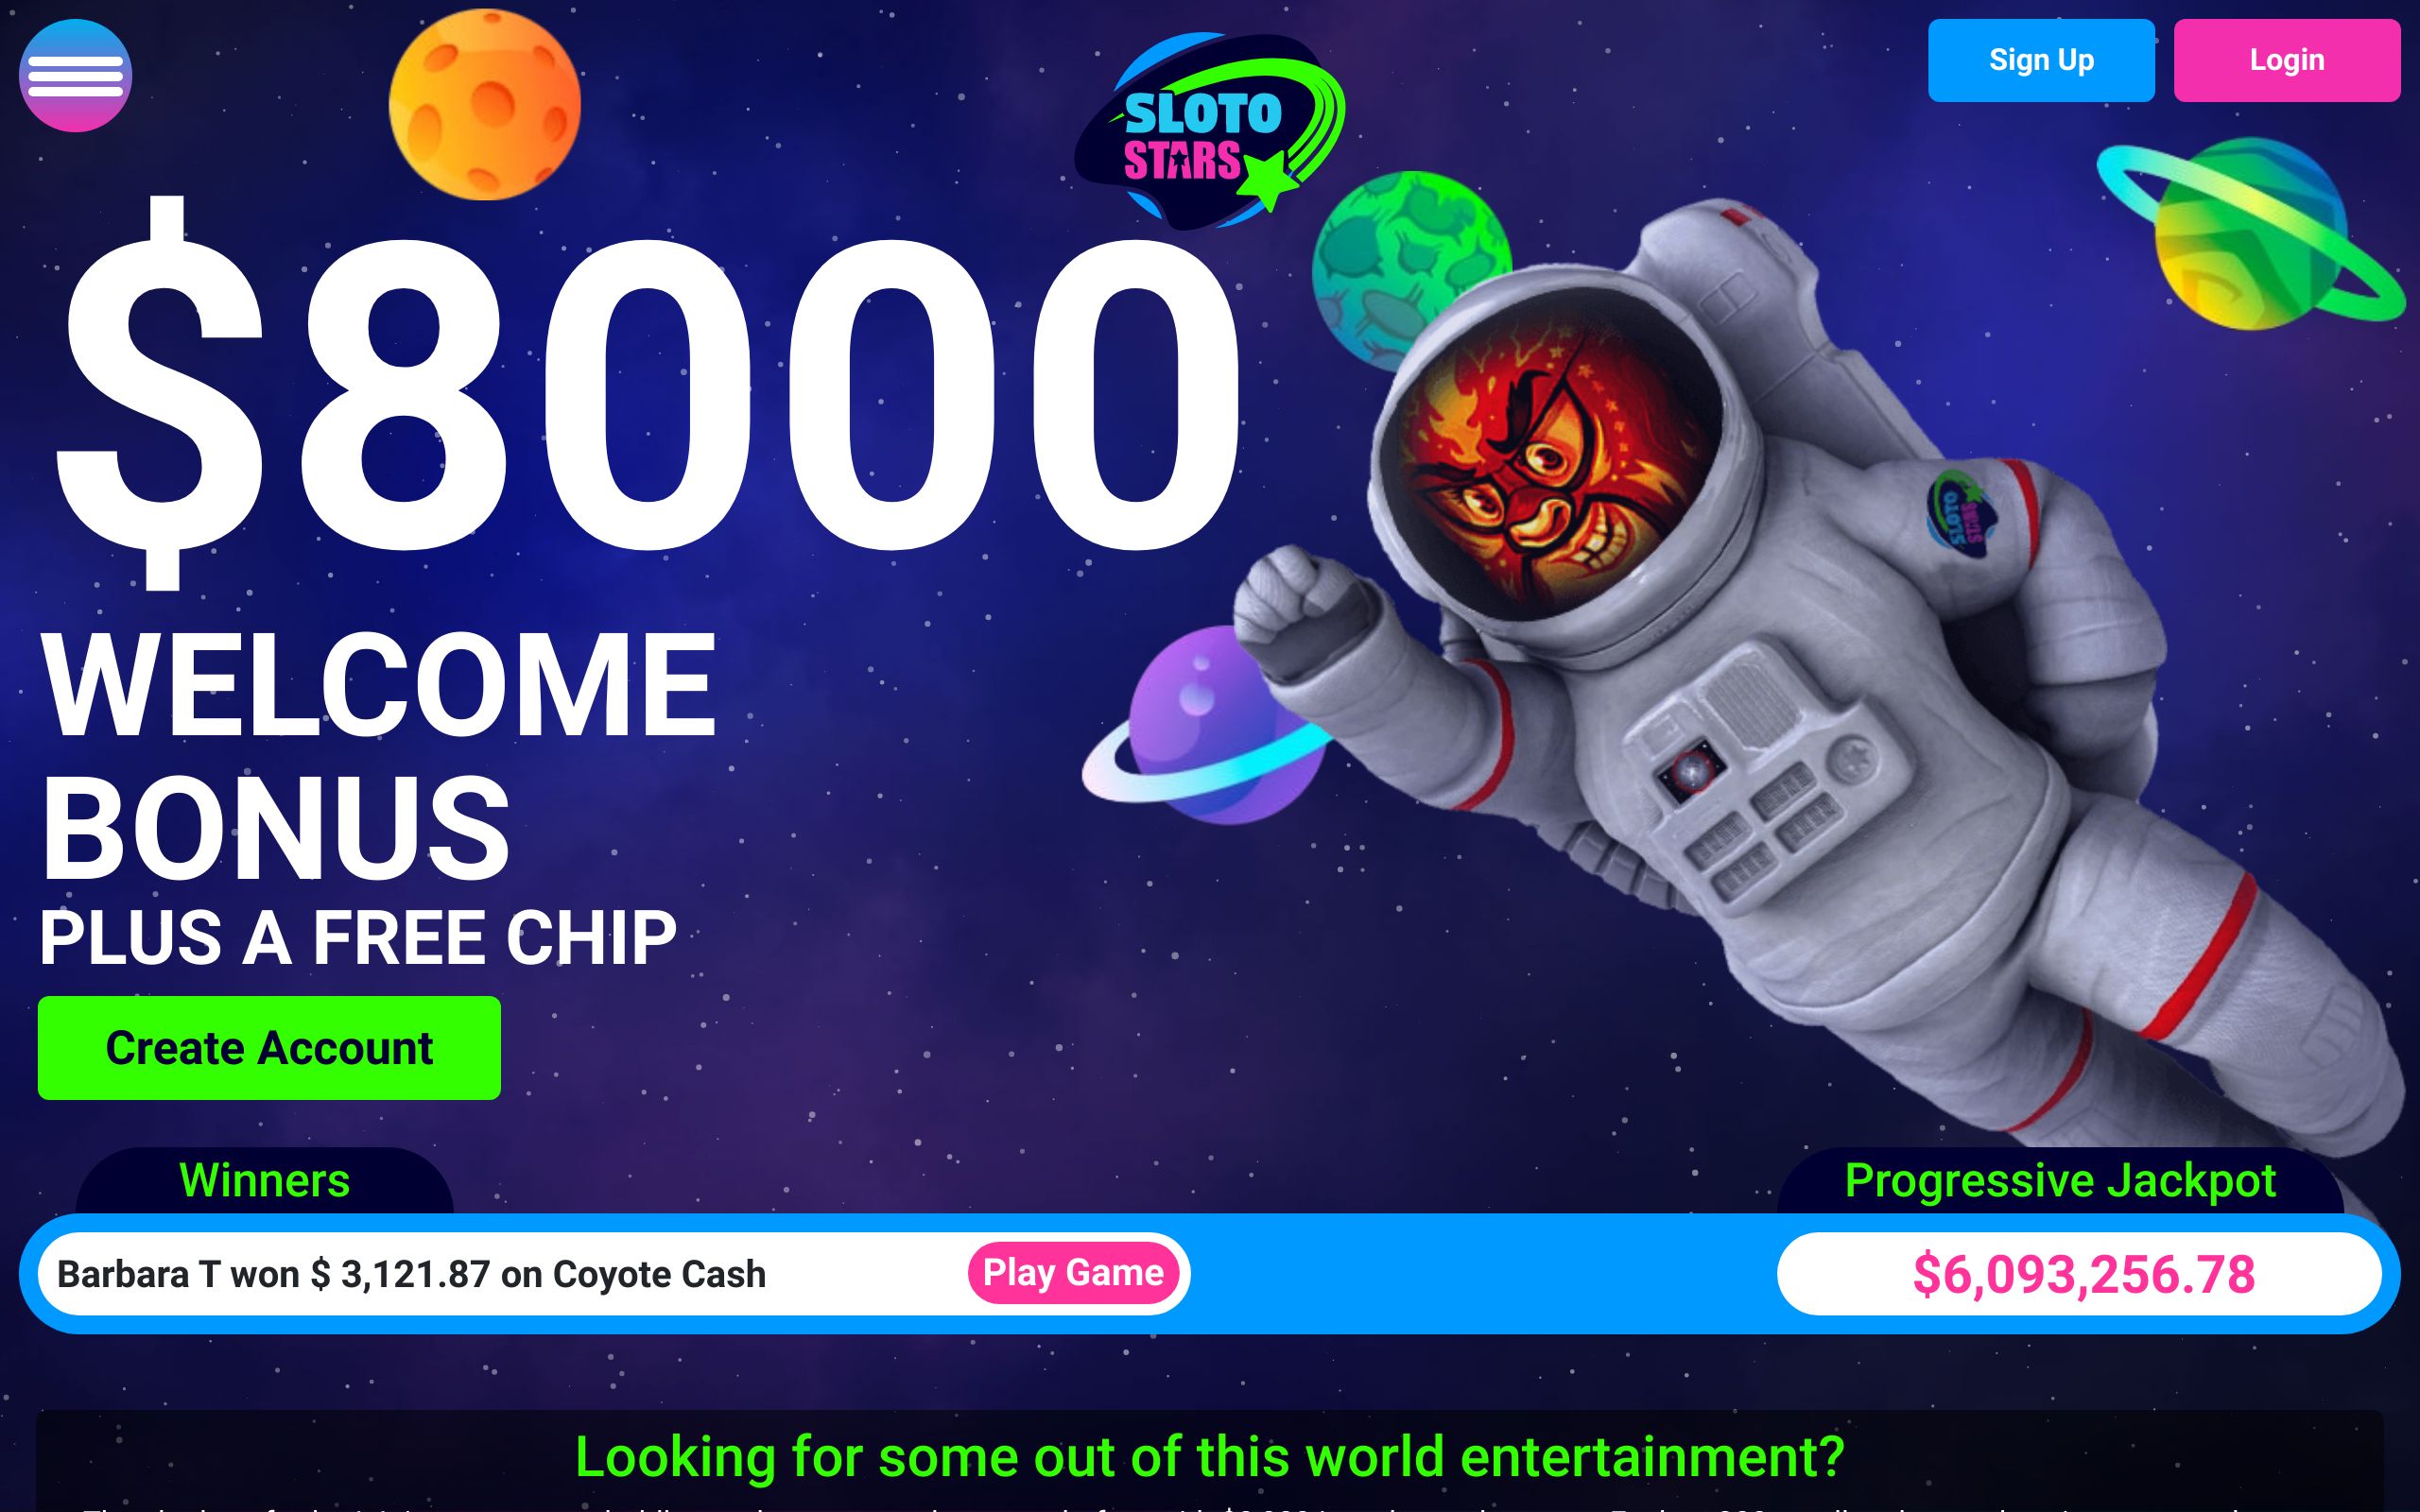 SLOTO
STARS
Sign Up
Login
$8000
WELCOME
BONUS
PLUS A FREE CHIP
Create Account
SLOTO
STARS
Winners
Progressive Jackpot
Barbara T won $ 3,121.87 on Coyote Cash
Play Game
$6,093,256.78
Looking for some out of this world entertainment?